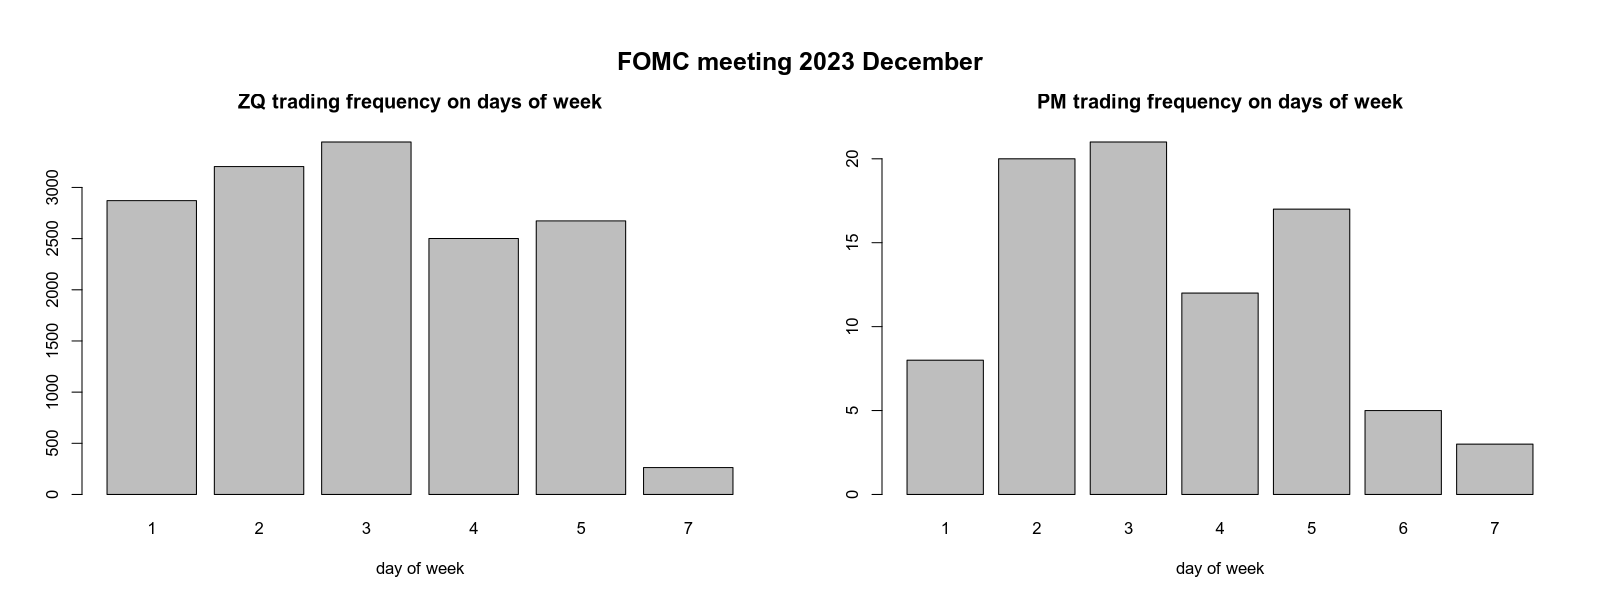 FOMC meeting 2023 December
ZQ trading frequency on days of week
3000
2500
2000
1500
1000
500
0
1 2 3 4 5 7
day of week
PM trading frequency on days of week
20
15
10
5
0
1 2 3 4 5 6 7
day of week